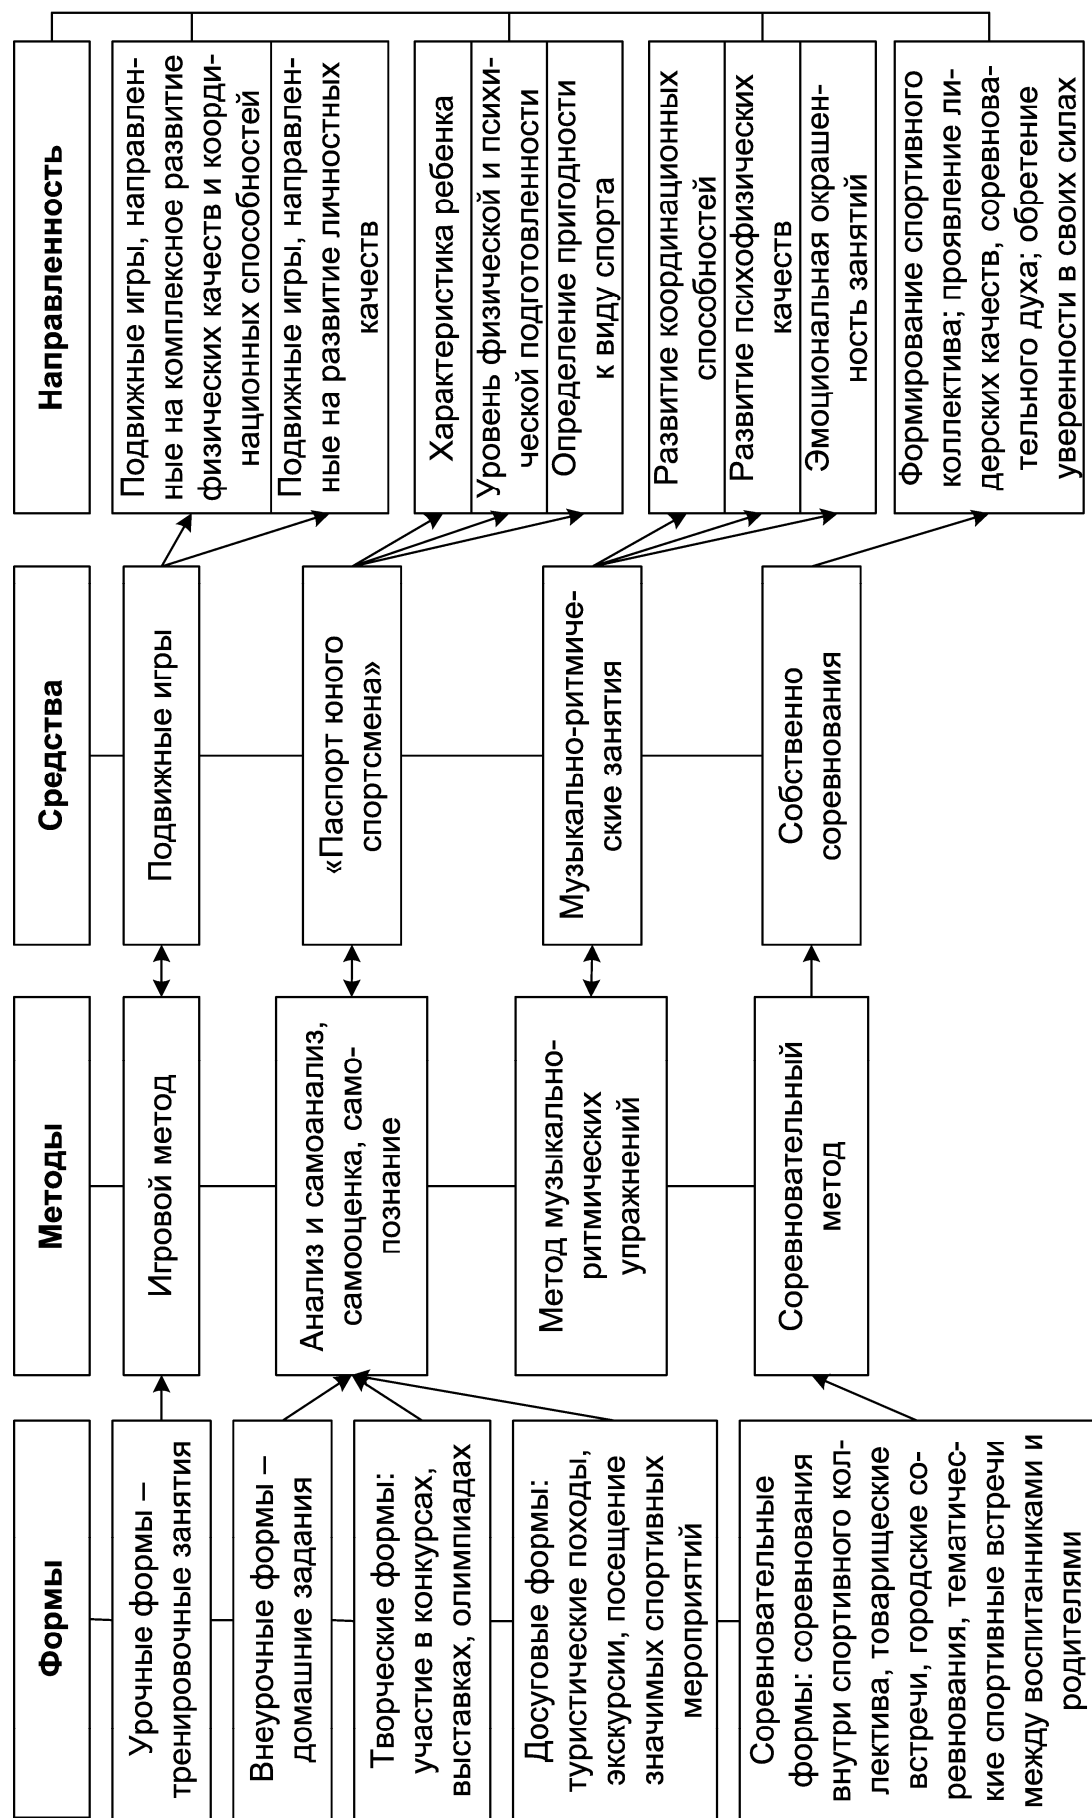 Формы
Урочные формы –
тренировочные занятия
Внеурочные формы –
домашние задания
Творческие формы:
участие в конкурсах,
выставках, олимпиадах
Досуговые формы:
туристические походы,
экскурсии, посещение
значимых спортивных
мероприятий
Соревновательные
формы: соревнования
внутри спортивного кол-
лектива, товарищеские
встречи, городские со-
ревнования, тематичес-
кие спортивные встречи
между воспитанниками и
родителями
Методы
Игровой метод
Анализ и самоанализ,
самооценка, само-
познание
Метод музыкально-
ритмических
упражнений
Соревновательный
метод
Средства
Подвижные игры
«Паспорт юного
спортсмена»
Музыкально-ритмиче-
ские занятия
Собственно
соревнования
Направленность
Подвижные игры, направлен-
ные на комплексное развитие
физических качеств и коорди-
национных способностей
Подвижные игры, направлен-
ные на развитие личностных
качеств
Характеристика ребенка
Уровень физической и психи-
ческой подготовленности
Определение пригодности
к виду спорта
Развитие координационных
способностей
Развитие психофизических
качеств
Эмоциональная окрашен-
ность занятий
Формирование спортивного
коллектива; проявление ли-
дерских качеств, соревнова-
тельного духа; обретение
уверенности в своих силах